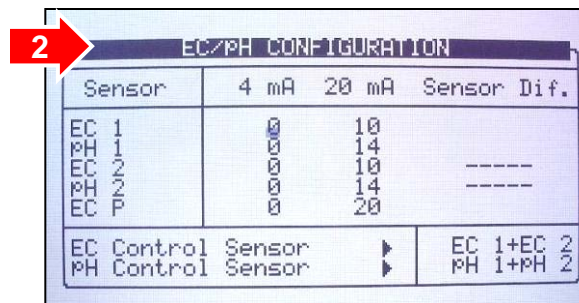 2
EC/pH CONFIGURATION
Sensor 4 mA 20 mA Sensor Dif.
EC 1 0 10
pH 1 0 14
EC 2 0 10 -----
pH 2 0 14 -----
EC P 0 20
EC Control Sensor ▶ EC 1+EC 2
pH Control Sensor ▶ pH 1+pH 2